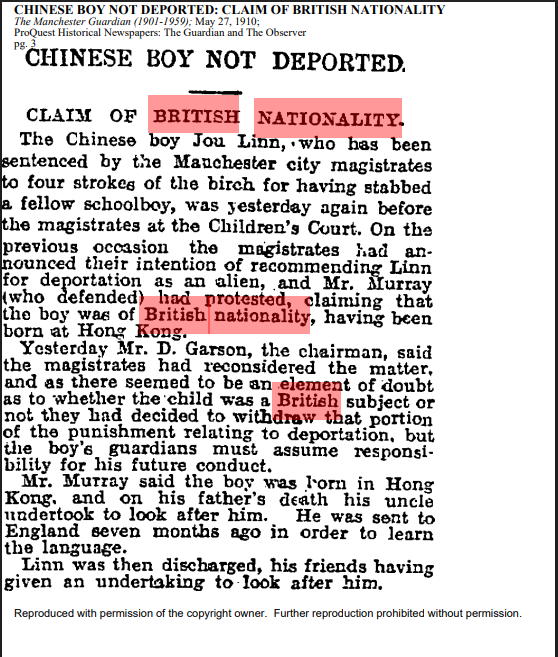 CHINESE BOY NOT DEPORTED: CLAIM OF BRITISH NATIONALITY
The Manchester Guardian (1901-1959); May 27, 1910;
ProQuest Historical Newspapers: The Guardian and The Observer
pg. 3
CHINESE BOY NOT DEPORTED.
CLAIM OF BRITISH NATIONALITY.
The Chinese boy Jou Linn, who has been
sentenced by the Manchester city magistrates
to four strokes of the birch for having stabbed
a fellow schoolboy, was yesterday again before
the magistrates at the Children's Court. On the
previous occasion the magistrates had an-
nounced their intention of recommending Linn
for deportation as an alien, and Mr. Murray
(who defended) had protested, claiming that
the boy was of British nationality, having been
born at Hong Kong.
Yesterday Mr. D. Garson, the chairman, said
the magistrates had reconsidered the matter,
and as there seemed to be an element of doubt
as to whether the child was a British subject or
not they had decided to withdraw that portion
of the punishment relating to deportation, but
the boy's guardians must assume responsi-
bility for his future conduct.
Mr. Murray said the boy was born in Hong
Kong, and on his father's death his uncle
undertook to look after him. He was sent to
England seven months ago in order to learn
the language.
Linn was then discharged, his friends having
given an undertaking to look after him.
Reproduced with permission of the copyright owner. Further reproduction prohibited without permission.